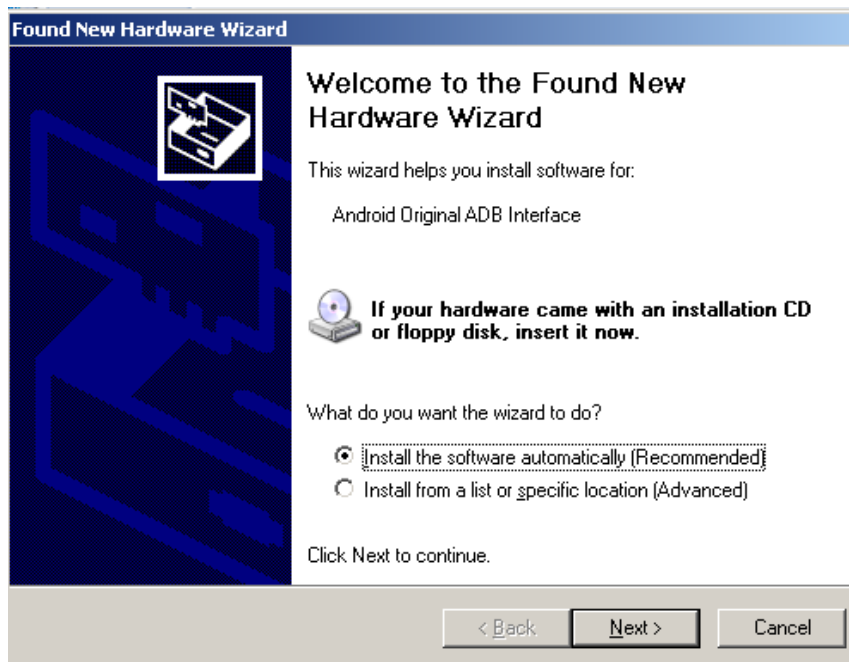 Found New Hardware Wizard
Welcome to the Found New
Hardware Wizard
This wizard helps you install software for:
Android Original ADB Interface
If your hardware came with an installation CD
or floppy disk, insert it now.
What do you want the wizard to do?
Install the software automatically (Recommended)
Install from a list or specific location (Advanced)
Click Next to continue.
< Back Next > Cancel